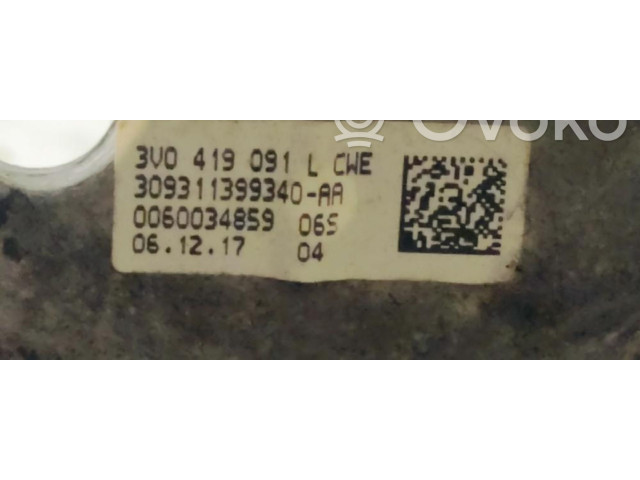 OVOKO
3V0 419 091 L CWE
309311399340-AA
0060034859 06S
06.12.17 04